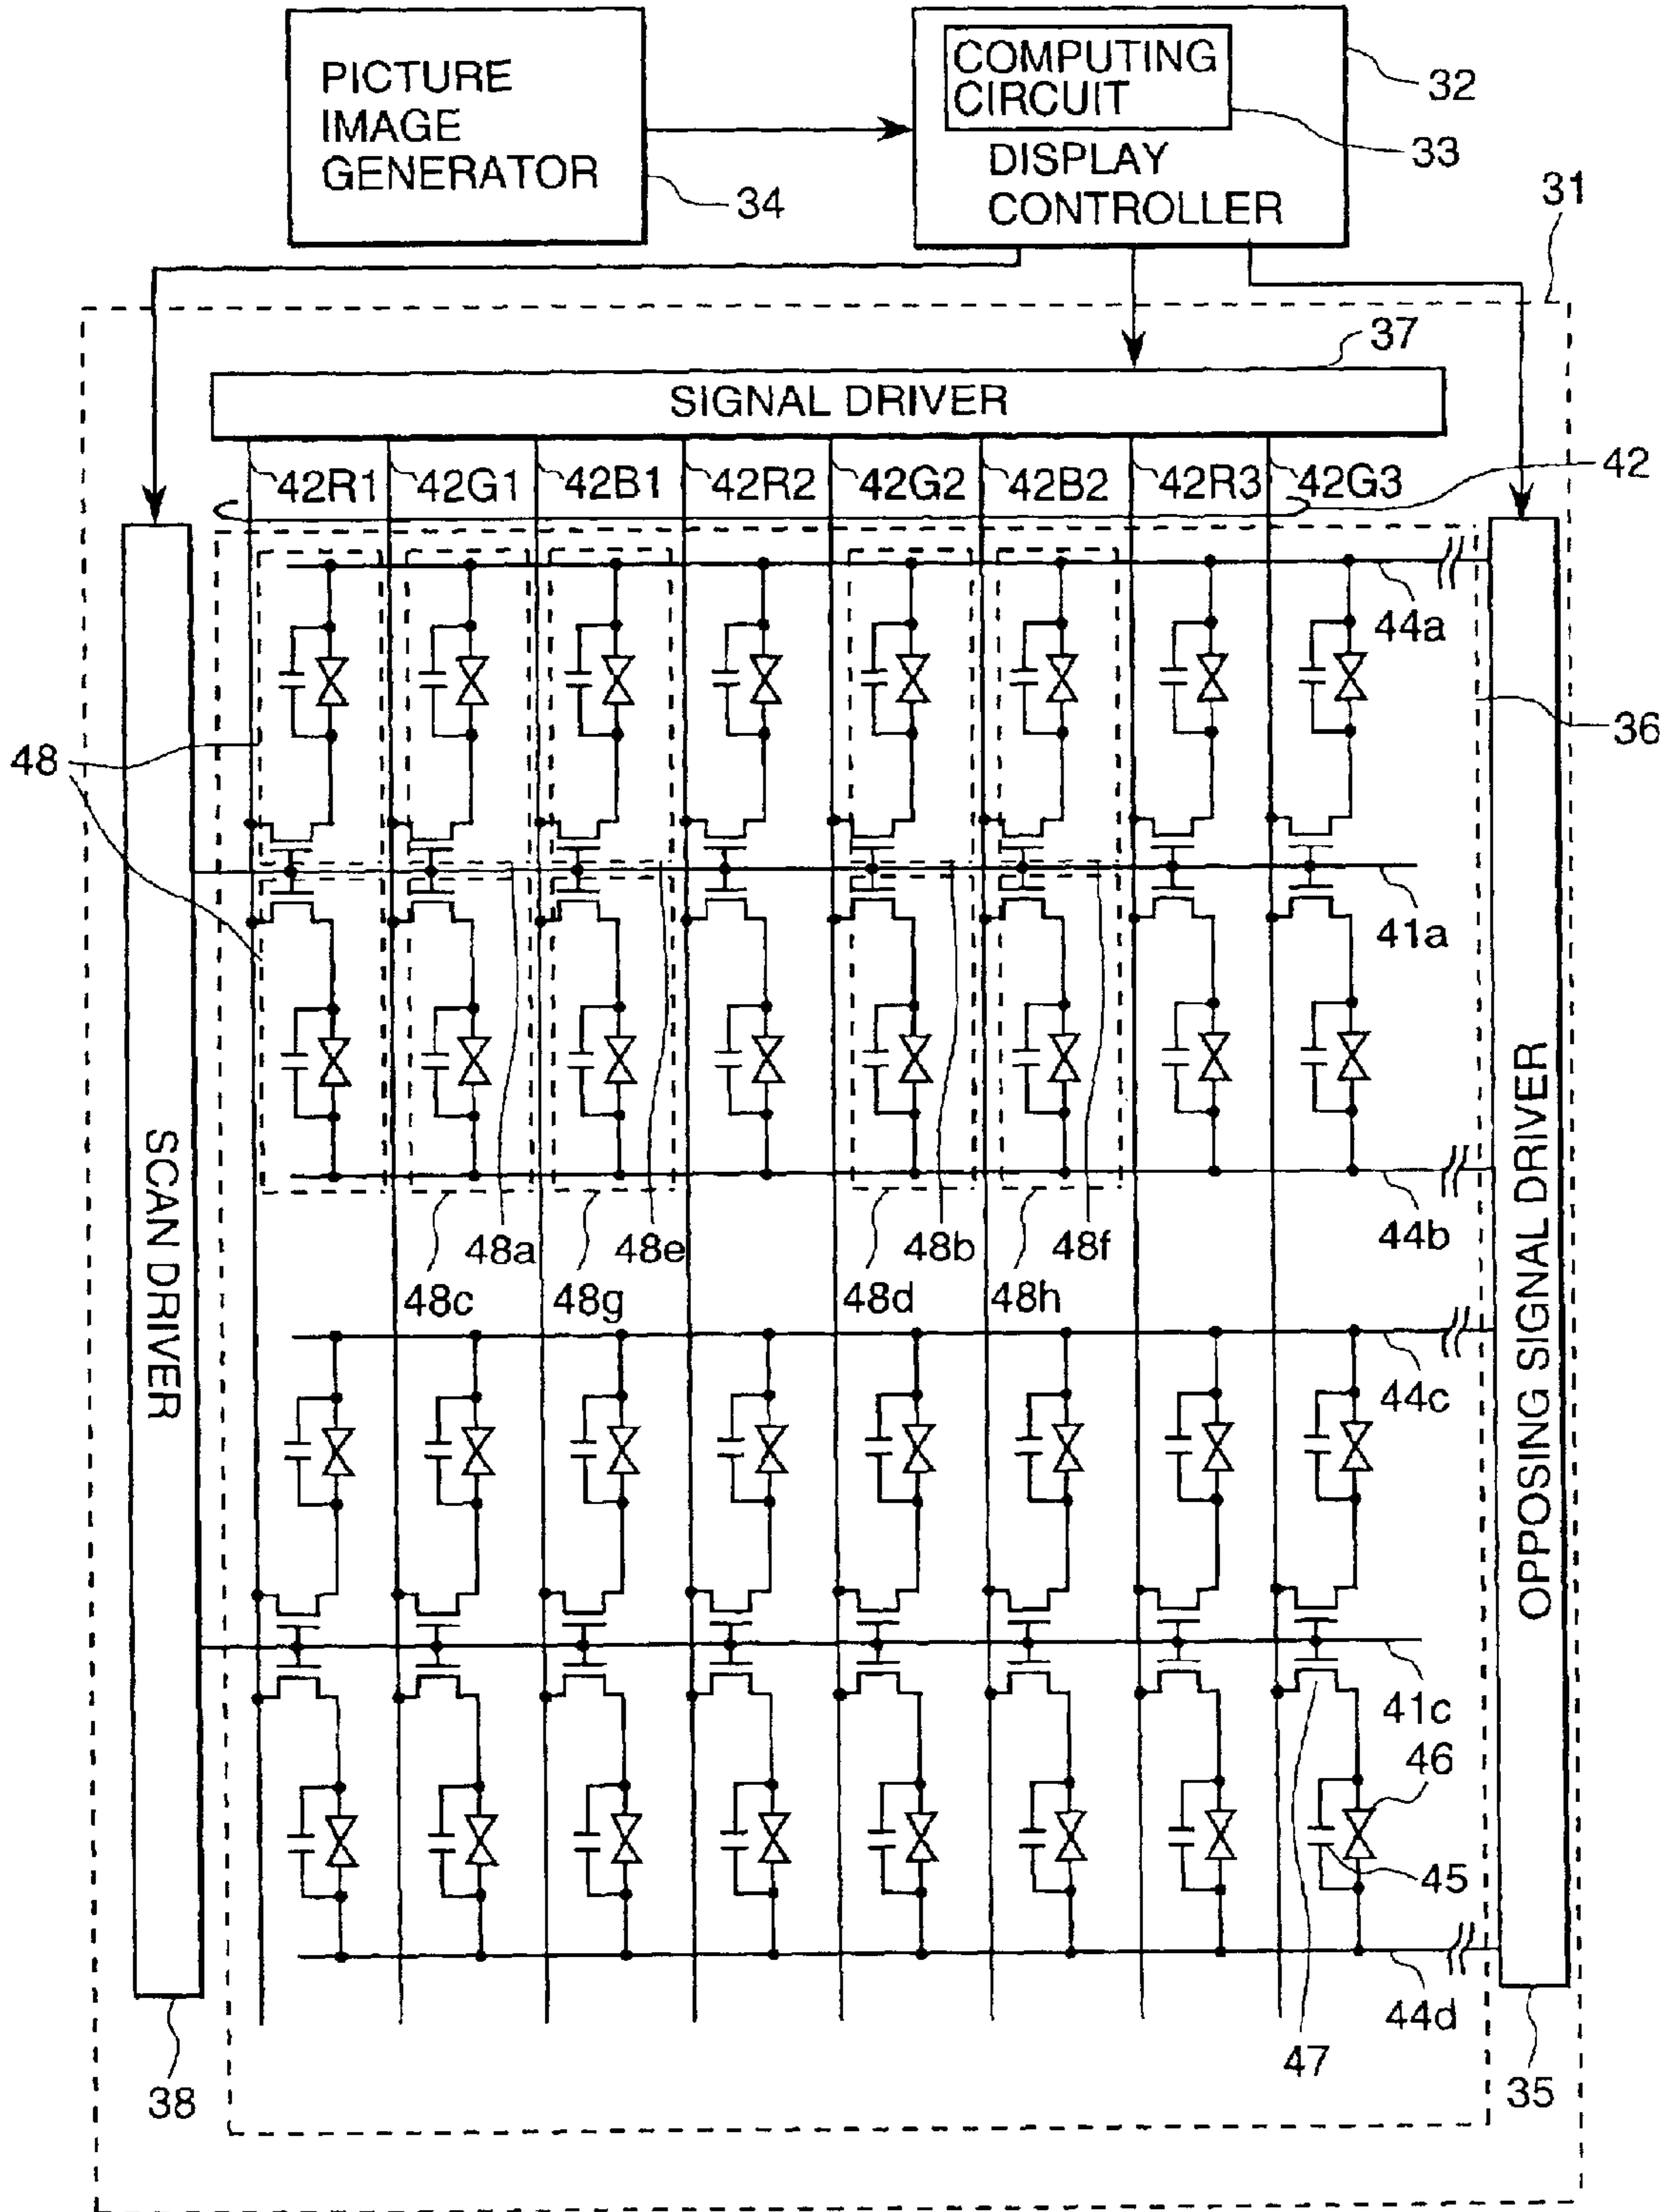 PICTURE
IMAGE
GENERATOR
34
COMPUTING
CIRCUIT
DISPLAY
CONTROLLER
32
33
31
37
SIGNAL DRIVER
42R1
42G1
42B1
42R2
42G2
42B2
42R3
42G3
42
44a
36
48
41a
SCAN DRIVER
OPPOSING SIGNAL DRIVER
44b
48a
48e
48b
48f
48c
48g
48d
48h
44c
41c
46
45
44d
47
38
35